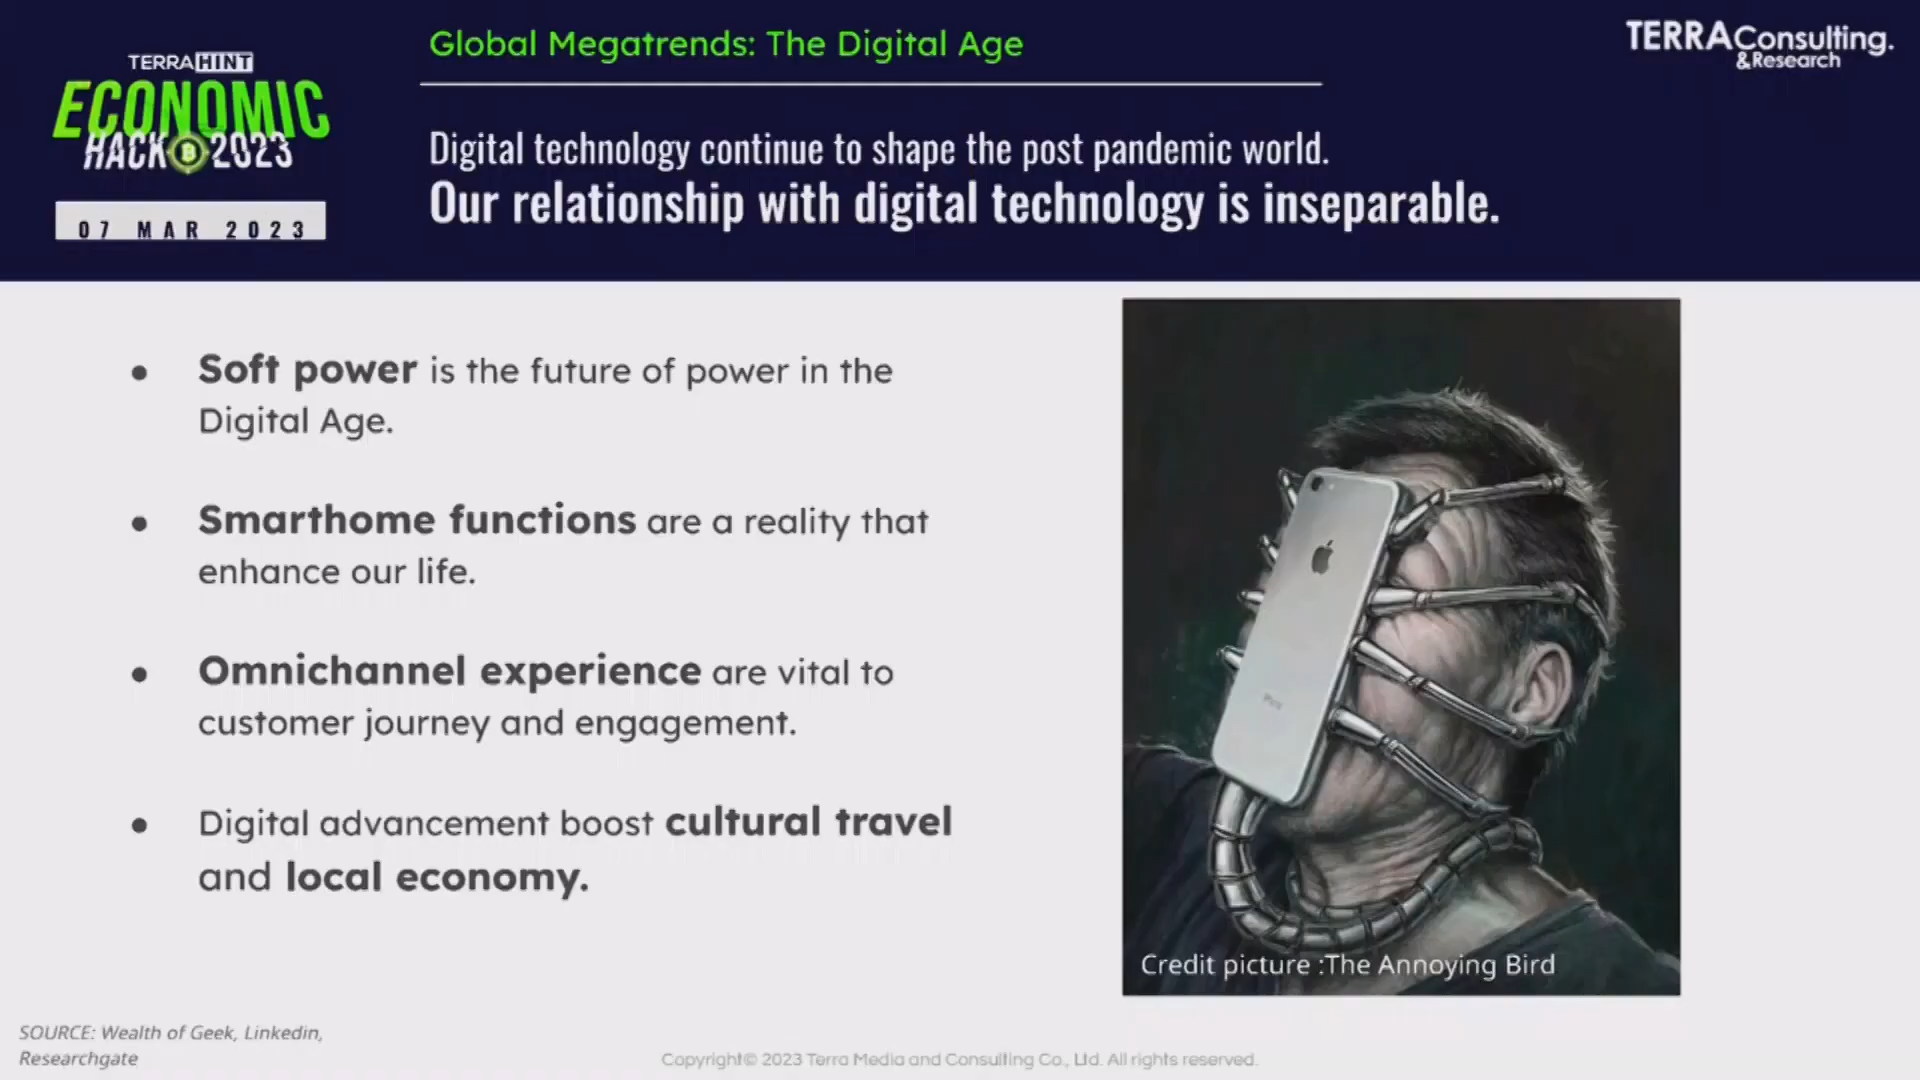 TERRAHINT
ECONOMIC
HACK 2023
07 MAR 2023
Global Megatrends: The Digital Age
TERRAConsulting.
&Research
Digital technology continue to shape the post pandemic world.
Our relationship with digital technology is inseparable.
● Soft power is the future of power in the
Digital Age.
● Smarthome functions are a reality that
enhance our life.
● Omnichannel experience are vital to
customer journey and engagement.
● Digital advancement boost cultural travel
and local economy.
Credit picture :The Annoying Bird
SOURCE: Wealth of Geek, Linkedin,
Researchgate
Copyright© 2023 Terra Media and Consulting Co., Ltd. All rights reserved.